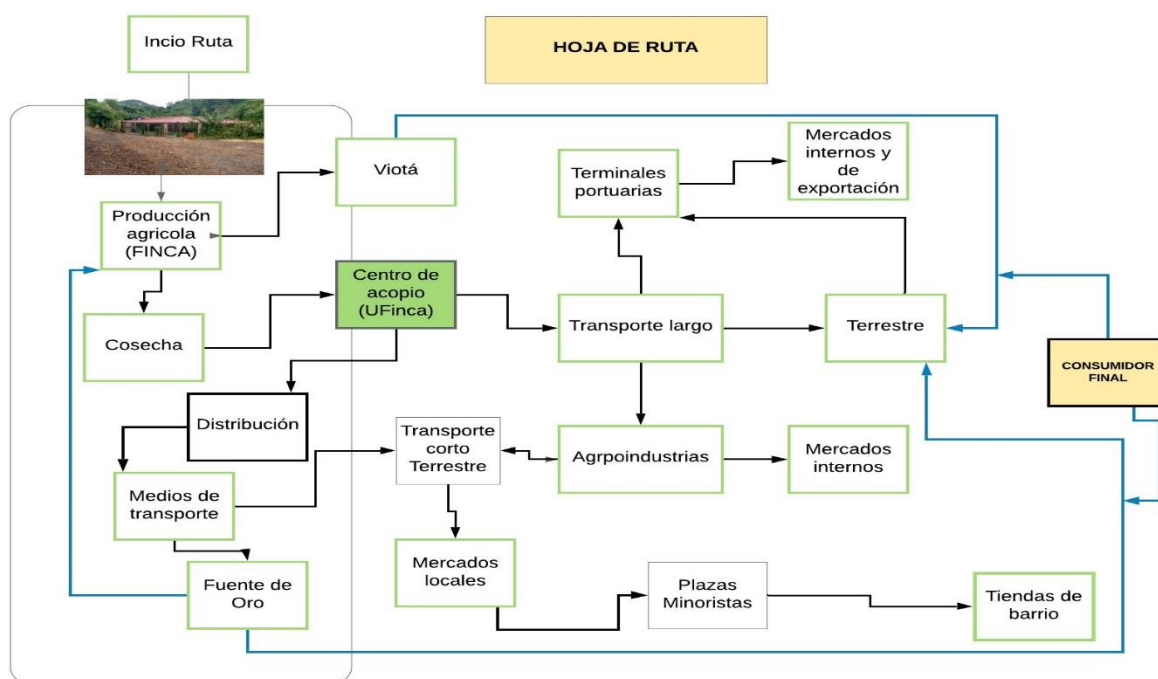 Incio Ruta
HOJA DE RUTA
Viotá
Terminales
portuarias
Mercados
internos y
de
exportación
Producción
agricola
(FINCA)
Centro de
acopio
(UFinca)
Transporte largo
Terrestre
Cosecha
CONSUMIDOR
FINAL
Distribución
Transporte
corto
Terrestre
Agrpoindustrias
Mercados
internos
Medios de
transporte
Mercados
locales
Fuente de
Oro
Plazas
Minoristas
Tiendas de
barrio